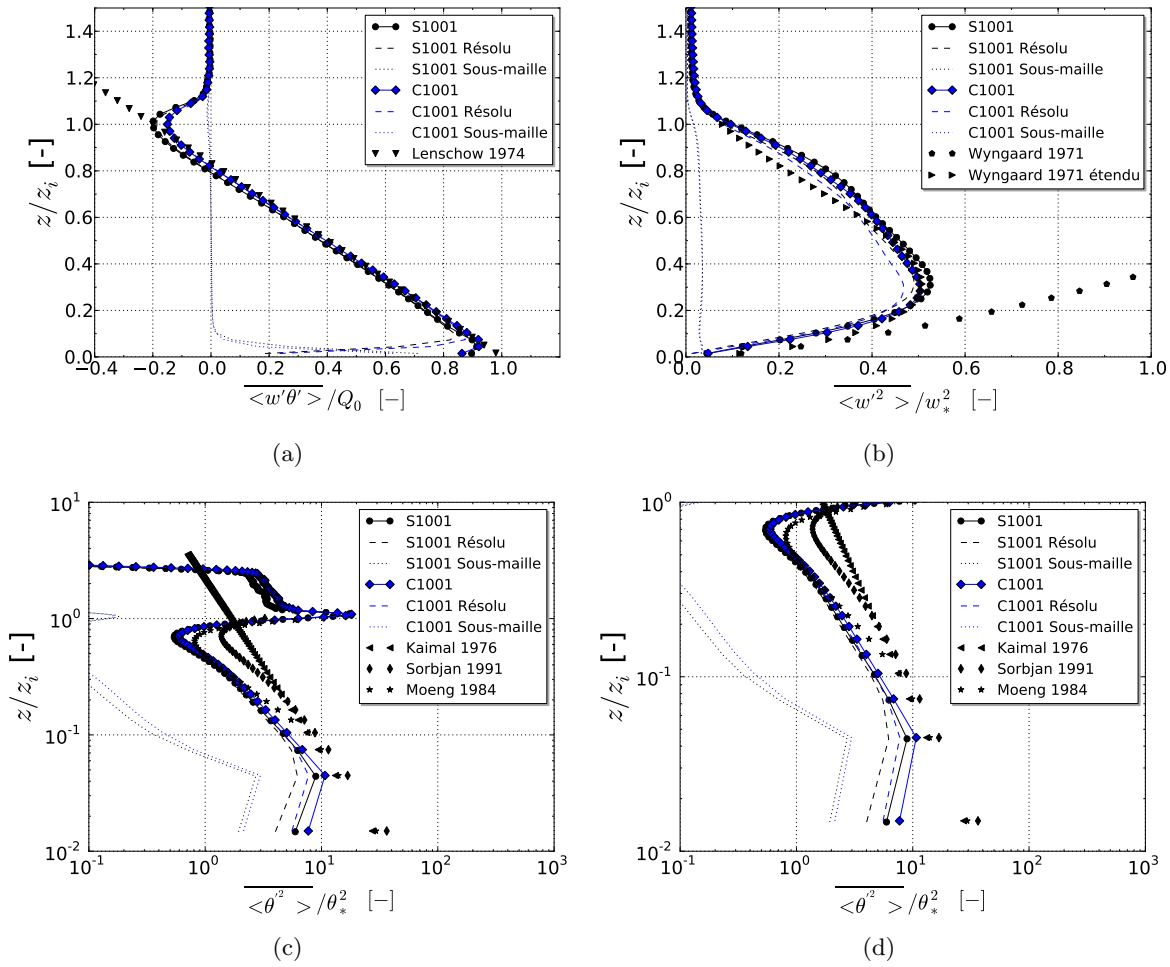 1.4
1.2
1.0
0.8
0.6
0.4
0.2
0.0
z/z_i [-]
−0.4 −0.2 0.0 0.2 0.4 0.6 0.8 1.0
<w'θ'>/Q_0 [-]
S1001
S1001 Résolu
S1001 Sous-maille
C1001
C1001 Résolu
C1001 Sous-maille
Lenschow 1974
(a)
1.4
1.2
1.0
0.8
0.6
0.4
0.2
0.0
z/z_i [-]
0.0 0.2 0.4 0.6 0.8 1.0
<w'^2>/w_*^2 [-]
S1001
S1001 Résolu
S1001 Sous-maille
C1001
C1001 Résolu
C1001 Sous-maille
Wyngaard 1971
Wyngaard 1971 étendu
(b)
10^1
10^0
10^-1
10^-2
z/z_i [-]
10^-1 10^0 10^1 10^2 10^3
<θ'^2>/θ_*^2 [-]
S1001
S1001 Résolu
S1001 Sous-maille
C1001
C1001 Résolu
C1001 Sous-maille
Kaimal 1976
Sorbjan 1991
Moeng 1984
(c)
10^0
10^-1
10^-2
z/z_i [-]
10^-1 10^0 10^1 10^2 10^3
<θ'^2>/θ_*^2 [-]
S1001
S1001 Résolu
S1001 Sous-maille
C1001
C1001 Résolu
C1001 Sous-maille
Kaimal 1976
Sorbjan 1991
Moeng 1984
(d)